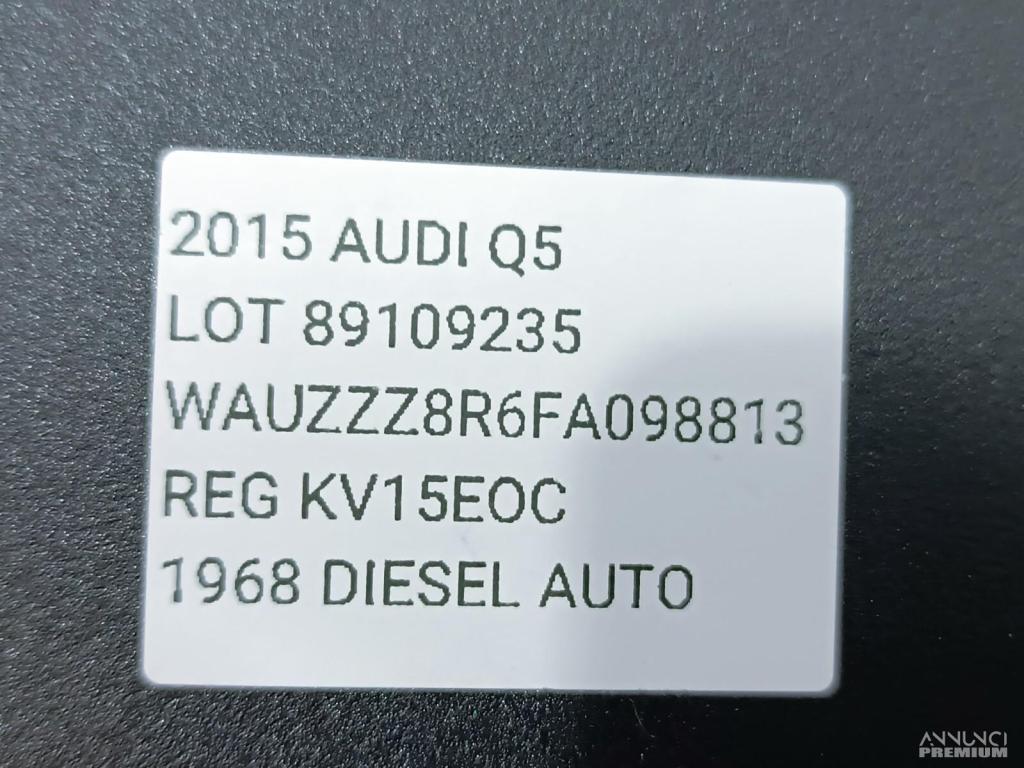 2015 AUDI Q5
LOT 89109235
WAUZZZ8R6FA098813
REG KV15EOC
1968 DIESEL AUTO
ANNUNCI
PREMIUM